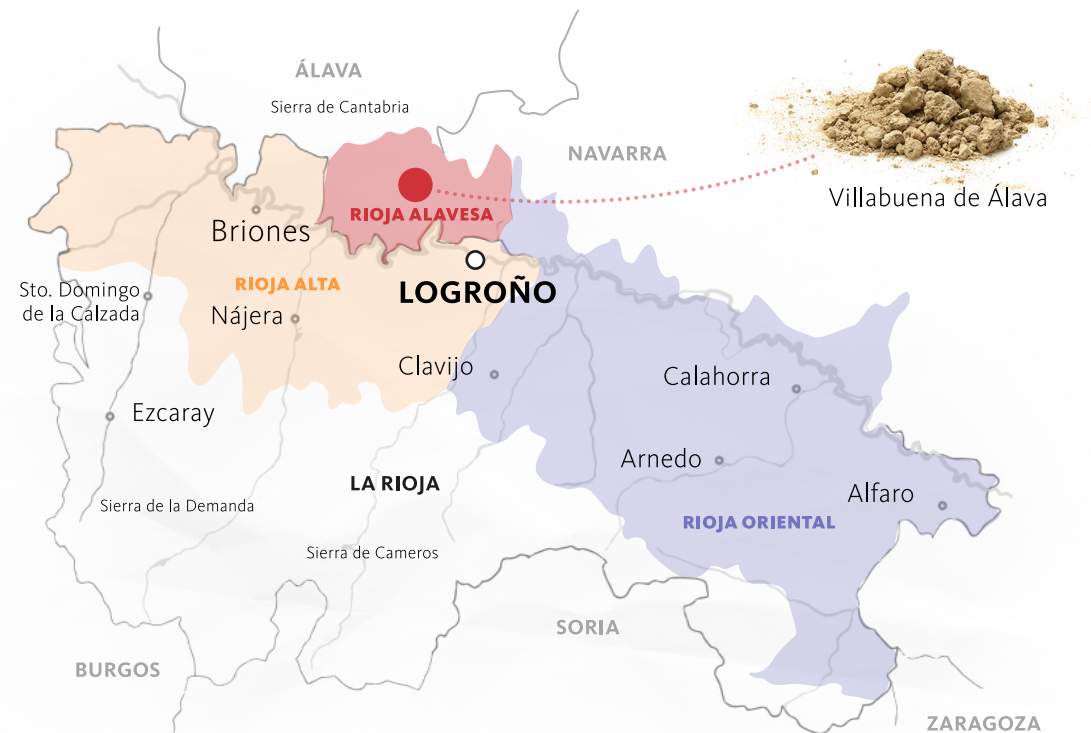 ÁLAVA
Sierra de Cantabria
NAVARRA
Villabuena de Álava
RIOJA ALAVESA
Briones
RIOJA ALTA
LOGROÑO
Sto. Domingo
de la Calzada
Nájera
Clavijo
Calahorra
Ezcaray
Arnedo
LA RIOJA
Alfaro
Sierra de la Demanda
RIOJA ORIENTAL
Sierra de Cameros
SORIA
BURGOS
ZARAGOZA